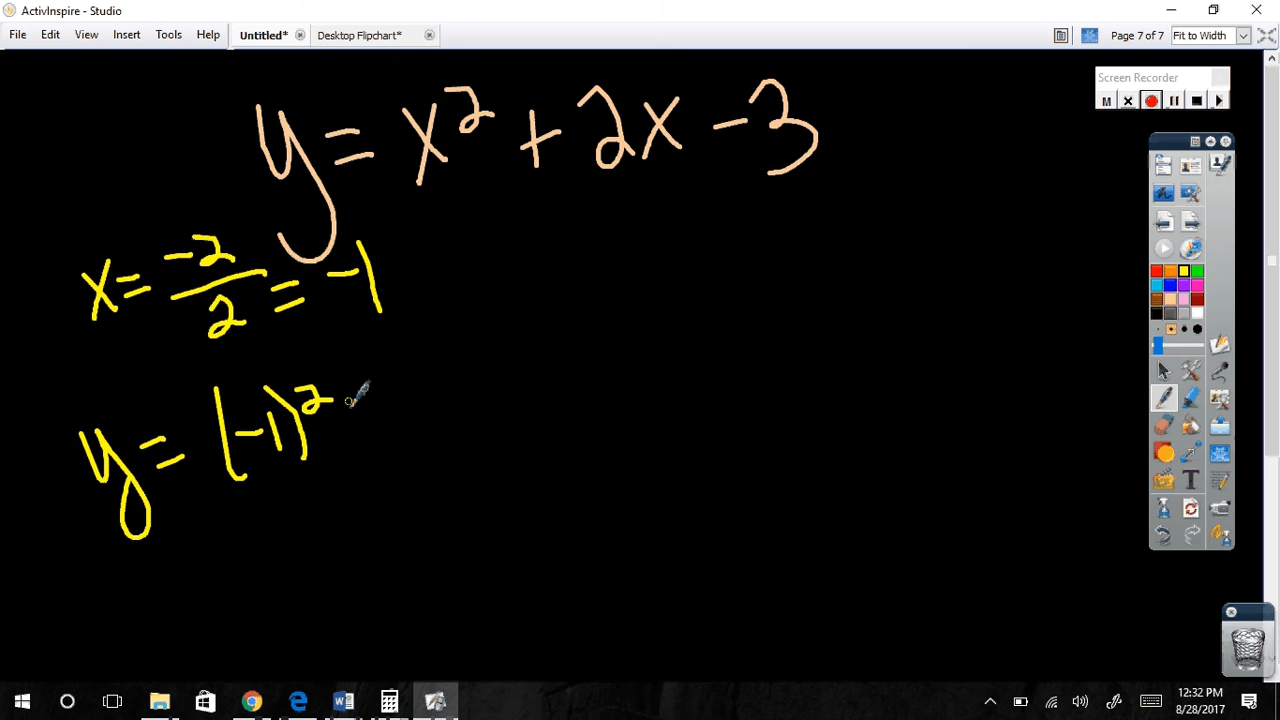 ActivInspire - Studio
File Edit View Insert Tools Help Untitled* Desktop Flipchart* Page 7 of 7 Fit to Width
Screen Recorder
M
y = x² + 2x - 3
x = -2/2 = -1
y = (-1)²
T
12:32 PM
8/28/2017